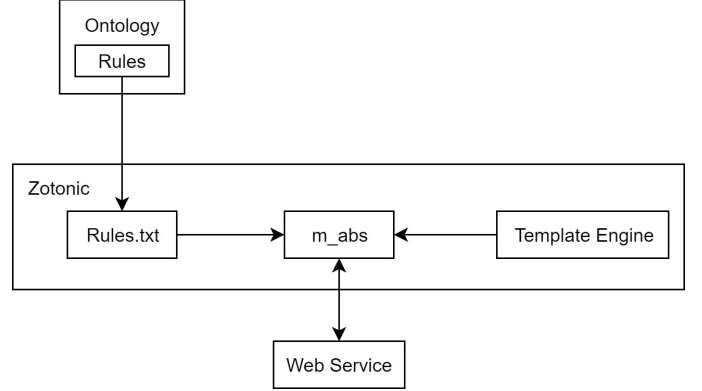 Ontology
Rules
Zotonic
Rules.txt
m_abs
Template Engine
Web Service